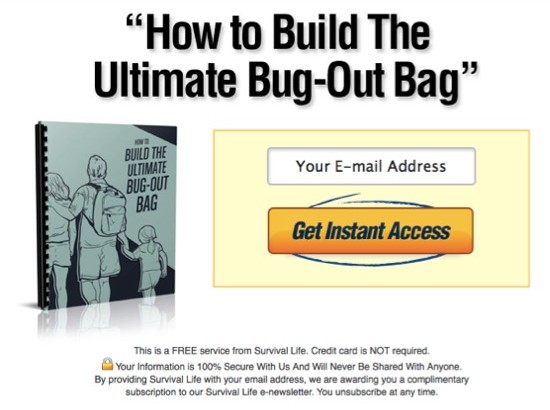 “How to Build The
Ultimate Bug-Out Bag”
HOW TO
BUILD THE
ULTIMATE
BUG-OUT
BAG
Your E-mail Address
Get Instant Access
This is a FREE service from Survival Life. Credit card is NOT required.
Your Information is 100% Secure With Us And Will Never Be Shared With Anyone.
By providing Survival Life with your email address, we are awarding you a complimentary
subscription to our Survival Life e-newsletter. You unsubscribe at any time.